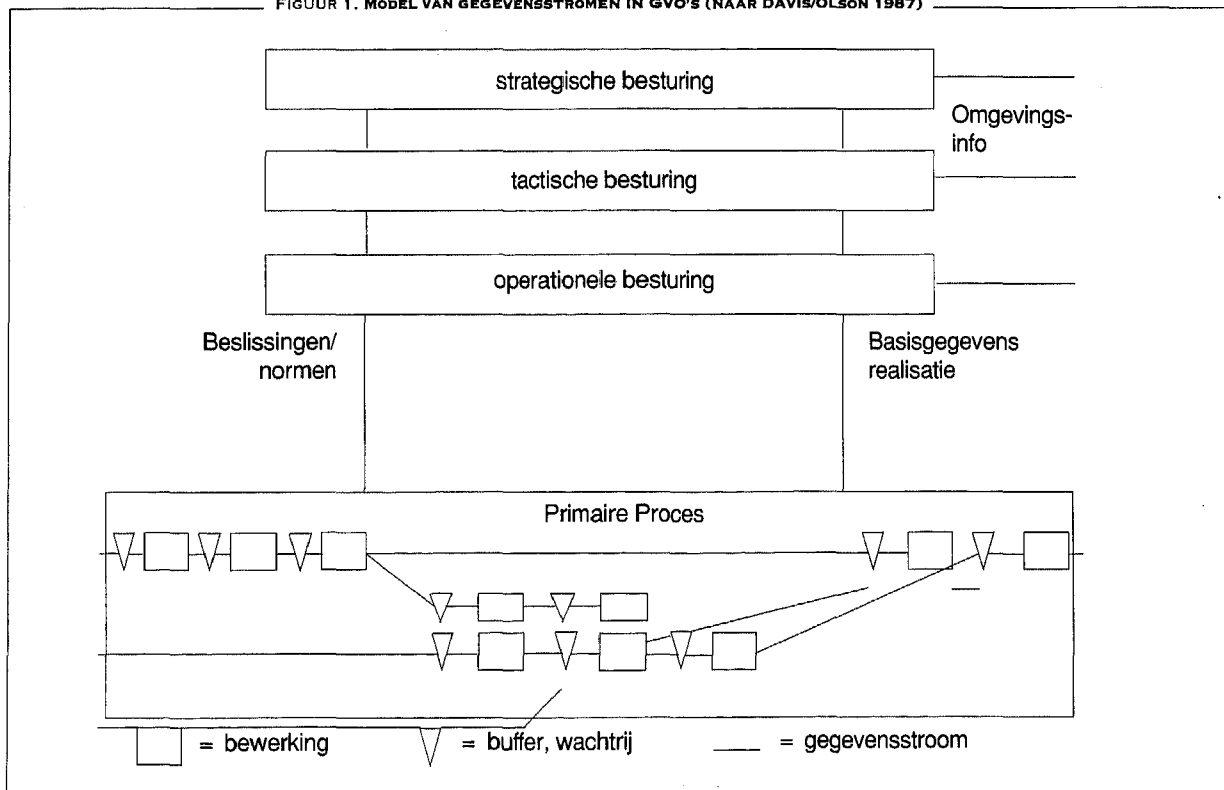 FIGUUR 1. MODEL VAN GEGEVENSSTROMEN IN GVO'S (NAAR DAVIS/OLSON 1987)
strategische besturing
Omgevings-
info
tactische besturing
operationele besturing
Beslissingen/
normen
Basisgegevens
realisatie
Primaire Proces
= bewerking
= buffer, wachtrij
= gegevensstroom